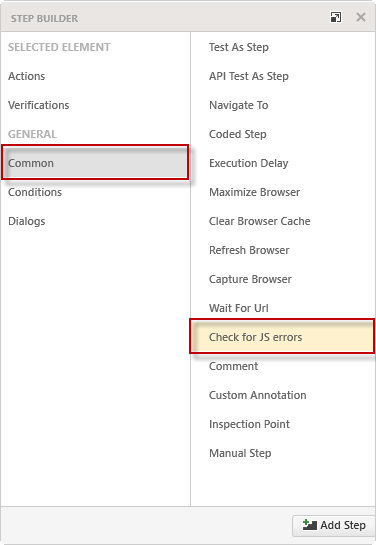 STEP BUILDER
SELECTED ELEMENT
Actions
Verifications
GENERAL
Common
Conditions
Dialogs
Test As Step
API Test As Step
Navigate To
Coded Step
Execution Delay
Maximize Browser
Clear Browser Cache
Refresh Browser
Capture Browser
Wait For Url
Check for JS errors
Comment
Custom Annotation
Inspection Point
Manual Step
Add Step